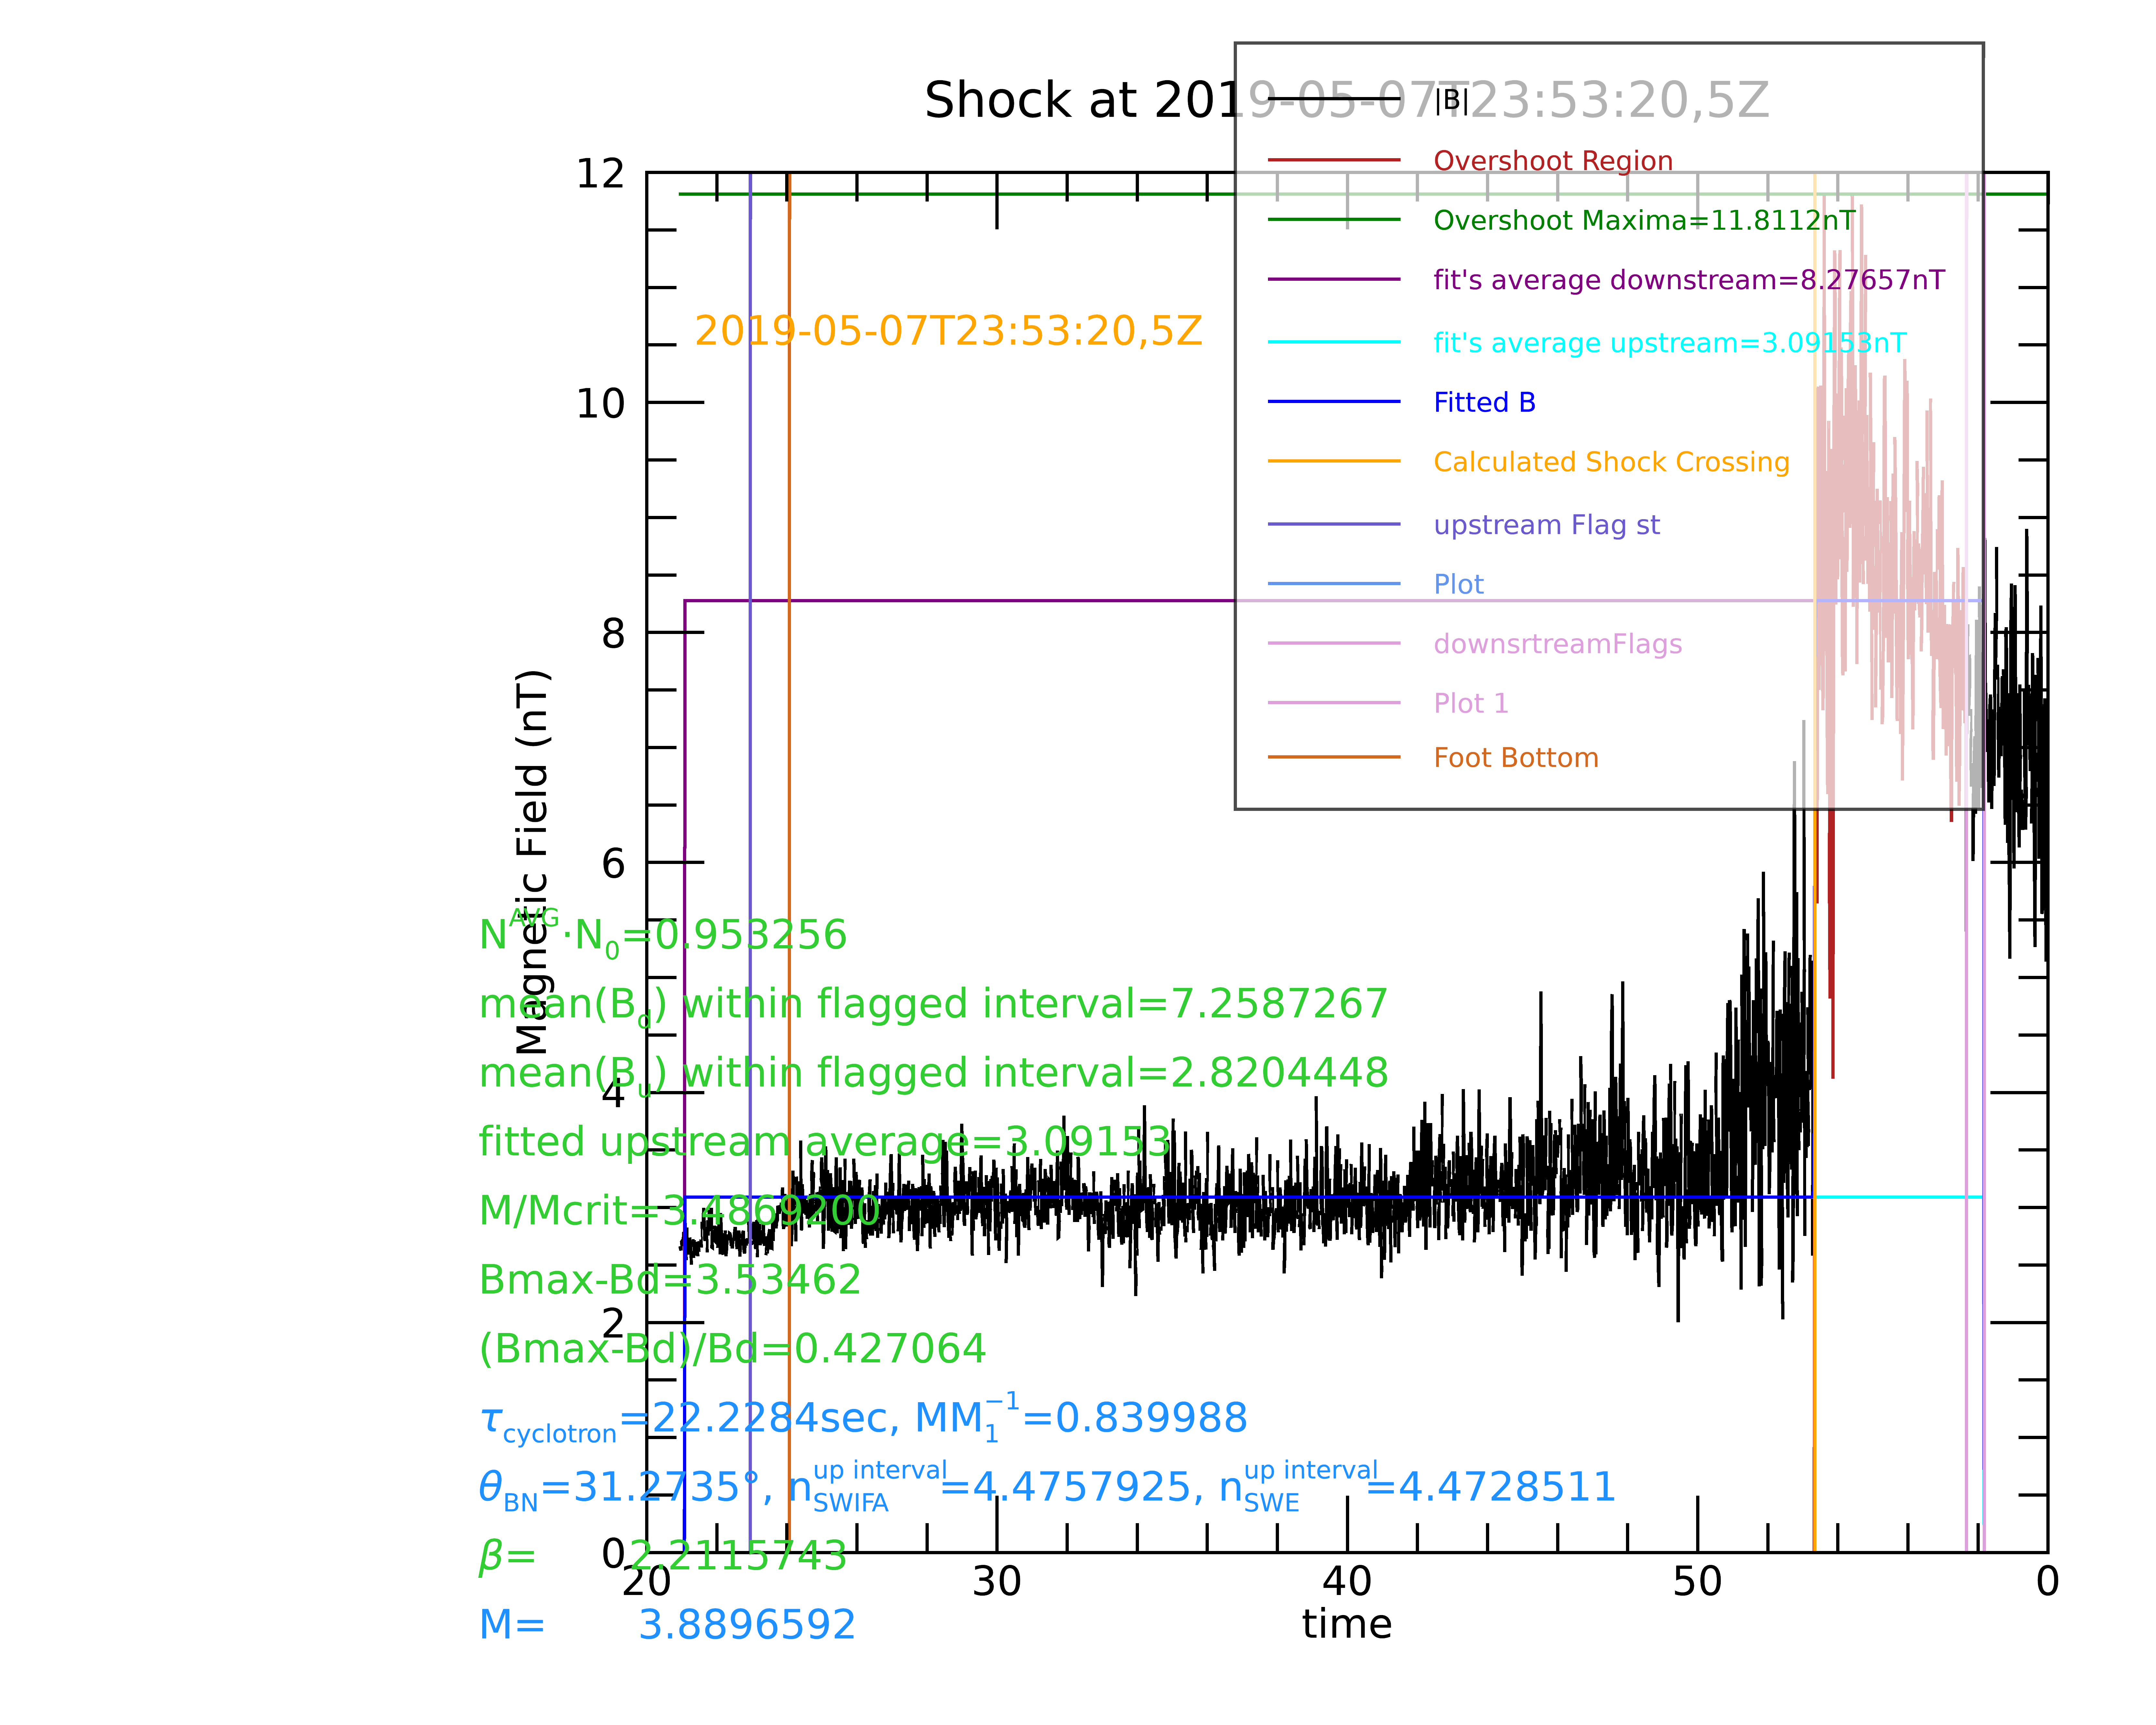 Shock at 2019-05-07T23:53:20,5Z
|B|
Overshoot Region
Overshoot Maxima=11.8112nT
fit's average downstream=8.27657nT
fit's average upstream=3.09153nT
Fitted B
Calculated Shock Crossing
upstream Flag st
Plot
downsrtreamFlags
Plot 1
Foot Bottom
2019-05-07T23:53:20,5Z
Magnetic Field (nT)
12
10
8
6
4
2
0
N^AVG·N_0=0.953256
mean(B_d) within flagged interval=7.2587267
mean(B_u) within flagged interval=2.8204448
fitted upstream average=3.09153
M/Mcrit=3.4869200
Bmax-Bd=3.53462
(Bmax-Bd)/Bd=0.427064
τ_cyclotron=22.2284sec, MM_1^−1=0.839988
θ_BN=31.2735°, n_SWIFA^up interval=4.4757925, n_SWE^up interval=4.4728511
β= 2.2115743
M= 3.8896592
20 30 40 50 0
time